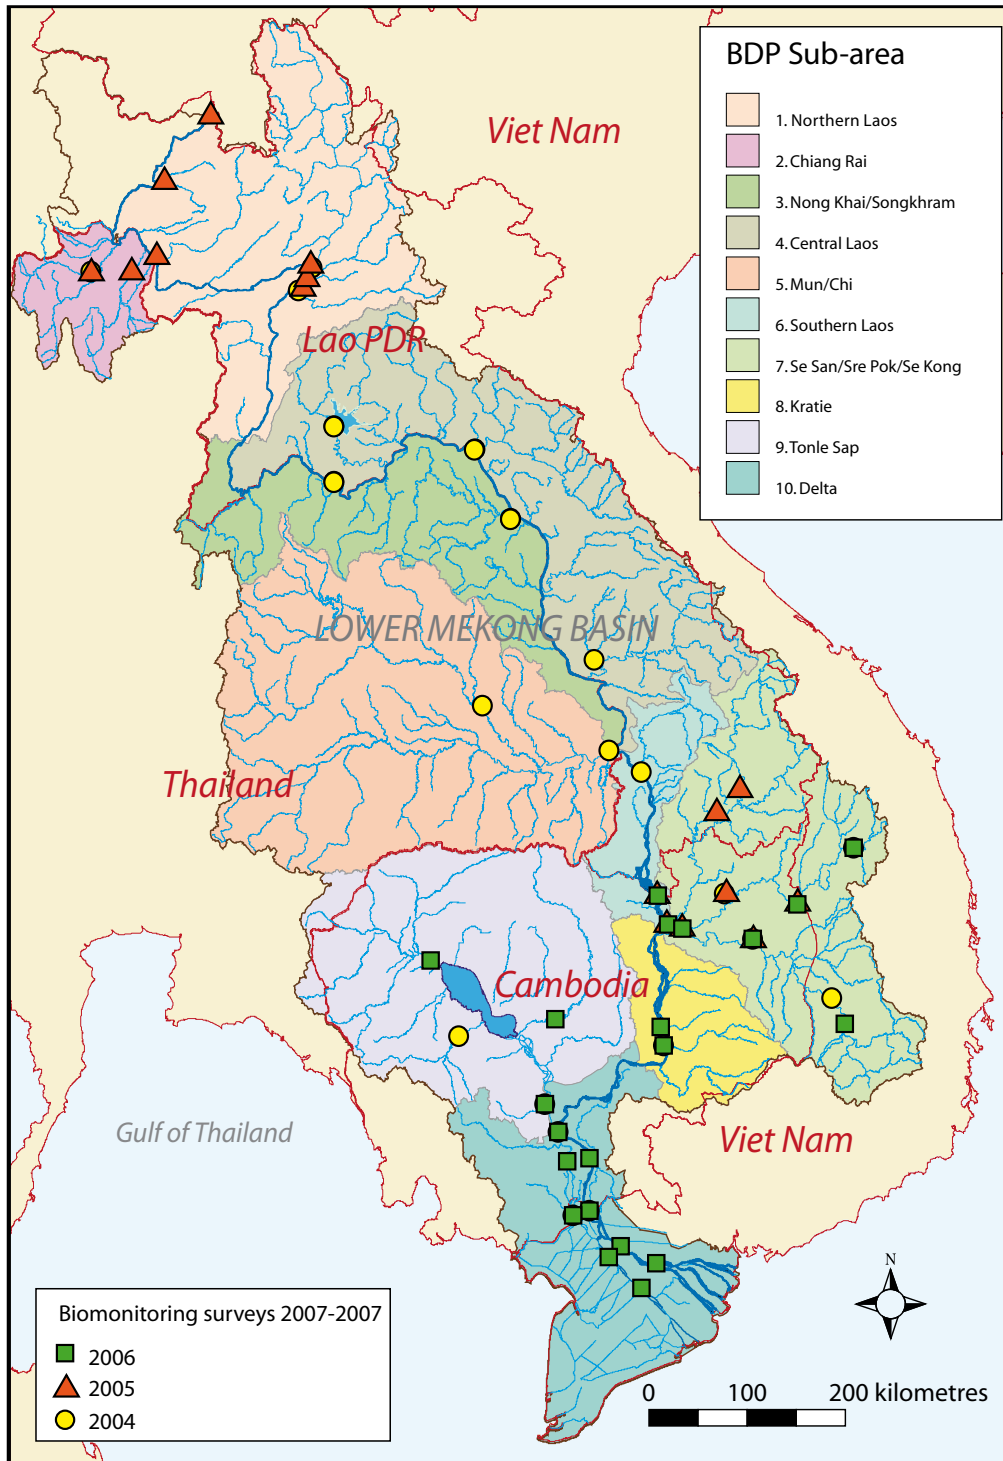 BDP Sub-area
1. Northern Laos
2. Chiang Rai
3. Nong Khai/Songkhram
4. Central Laos
5. Mun/Chi
6. Southern Laos
7. Se San/Sre Pok/Se Kong
8. Kratie
9. Tonle Sap
10. Delta
Viet Nam
Lao PDR
LOWER MEKONG BASIN
Thailand
Cambodia
Gulf of Thailand
Viet Nam
N
Biomonitoring surveys 2007-2007
2006
2005
2004
0 100 200 kilometres